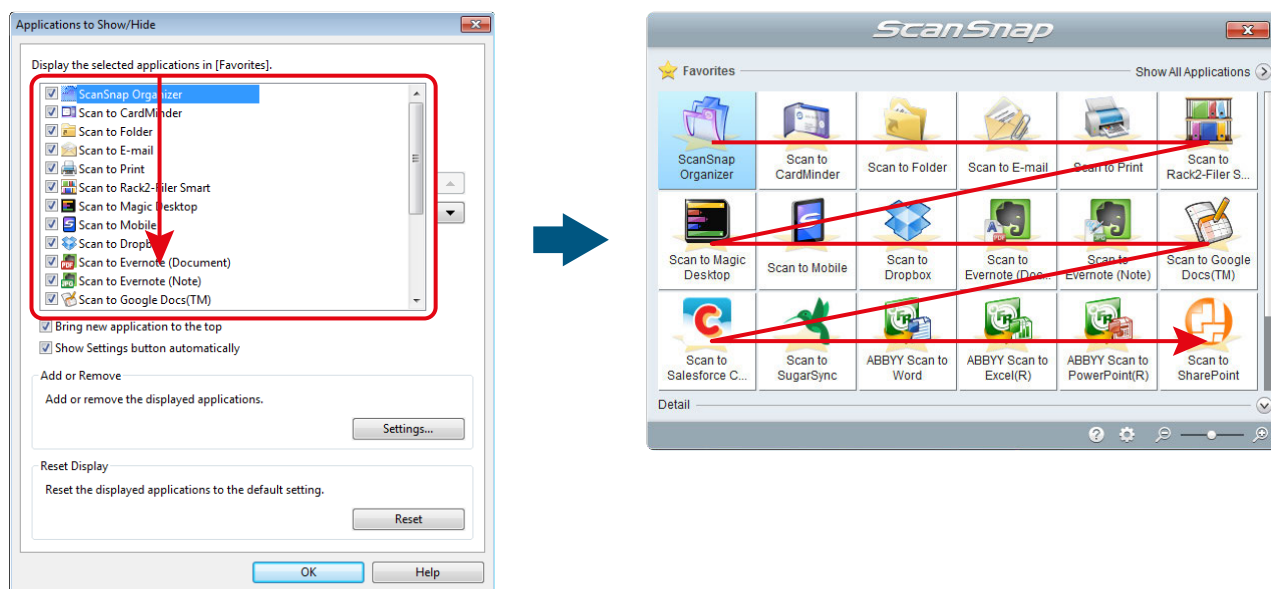 Applications to Show/Hide
Display the selected applications in [Favorites].
ScanSnap Organizer
Scan to CardMinder
Scan to Folder
Scan to E-mail
Scan to Print
Scan to Rack2-Filer Smart
Scan to Magic Desktop
Scan to Mobile
Scan to Dropbox
Scan to Evernote (Document)
Scan to Evernote (Note)
Scan to Google Docs(TM)
Bring new application to the top
Show Settings button automatically
Add or Remove
Add or remove the displayed applications.
Settings...
Reset Display
Reset the displayed applications to the default setting.
Reset
OK
Help
ScanSnap
Favorites
Show All Applications
ScanSnap
Organizer
Scan to
CardMinder
Scan to Folder
Scan to E-mail
Scan to Print
Scan to
Rack2-Filer S...
Scan to Magic
Desktop
Scan to Mobile
Scan to
Dropbox
Scan to
Evernote (Doc...
Scan to
Evernote (Note)
Scan to Google
Docs(TM)
Scan to
Salesforce C...
Scan to
SugarSync
ABBYY Scan to
Word
ABBYY Scan to
Excel(R)
ABBYY Scan to
PowerPoint(R)
Scan to
SharePoint
Detail